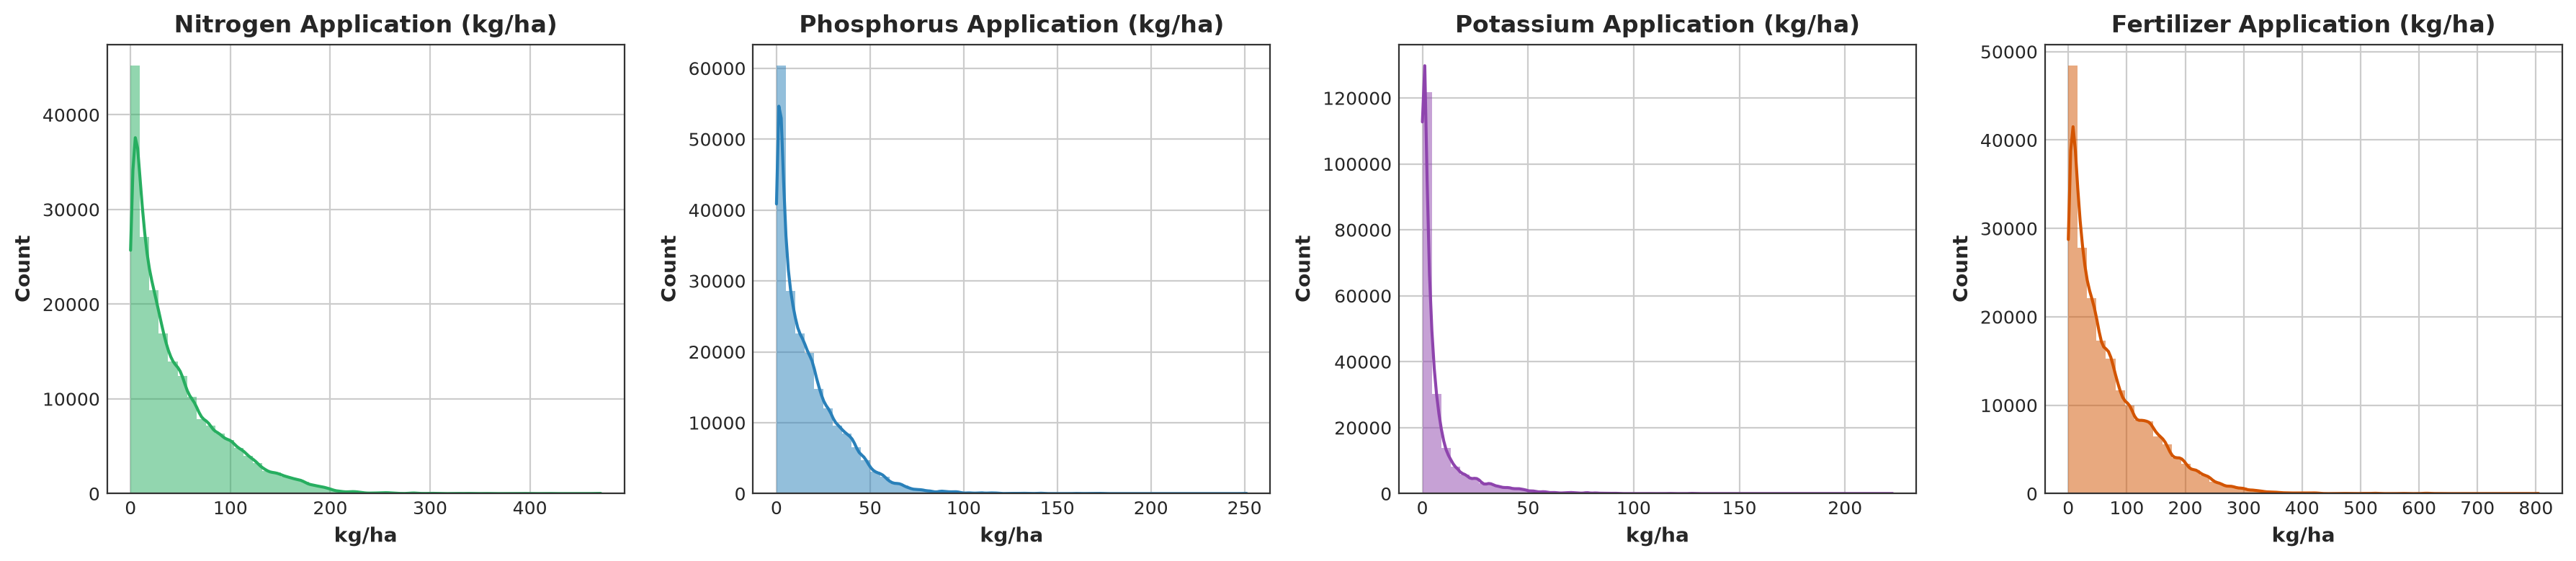 Nitrogen Application (kg/ha)
Count
40000
30000
20000
10000
0
0 100 200 300 400
kg/ha
Phosphorus Application (kg/ha)
Count
60000
50000
40000
30000
20000
10000
0
0 50 100 150 200 250
kg/ha
Potassium Application (kg/ha)
Count
120000
100000
80000
60000
40000
20000
0
0 50 100 150 200
kg/ha
Fertilizer Application (kg/ha)
Count
50000
40000
30000
20000
10000
0
0 100 200 300 400 500 600 700 800
kg/ha